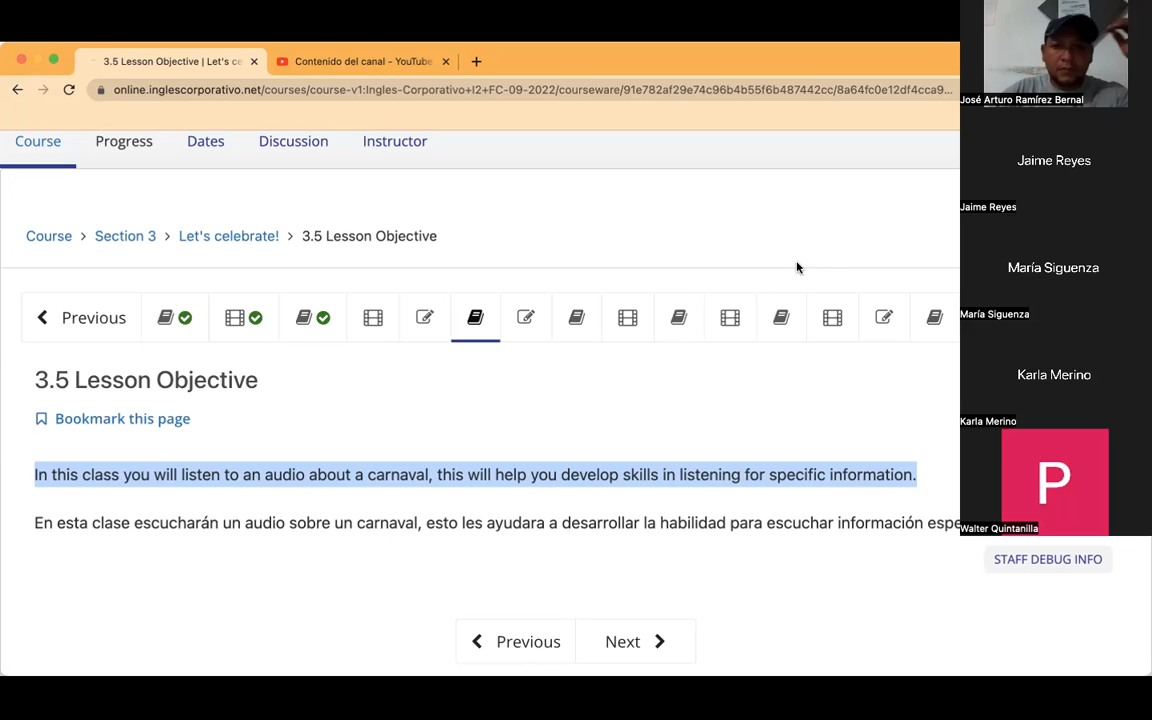 3.5 Lesson Objective | Let's ce
Contenido del canal - YouTube
online.inglescorporativo.net/courses/course-v1:Ingles-Corporativo+I2+FC-09-2022/courseware/91e782af29e74c96b4b55f6b487442cc/8a64fc0e12df4cca9...
Course Progress Dates Discussion Instructor
Course > Section 3 > Let's celebrate! > 3.5 Lesson Objective
Previous
3.5 Lesson Objective
Bookmark this page
In this class you will listen to an audio about a carnaval, this will help you develop skills in listening for specific information.
En esta clase escucharán un audio sobre un carnaval, esto les ayudara a desarrollar la habilidad para escuchar información espe
STAFF DEBUG INFO
Previous Next
José Arturo Ramírez Bernal
Jaime Reyes
Jaime Reyes
María Siguenza
María Siguenza
Karla Merino
Karla Merino
P
Walter Quintanilla